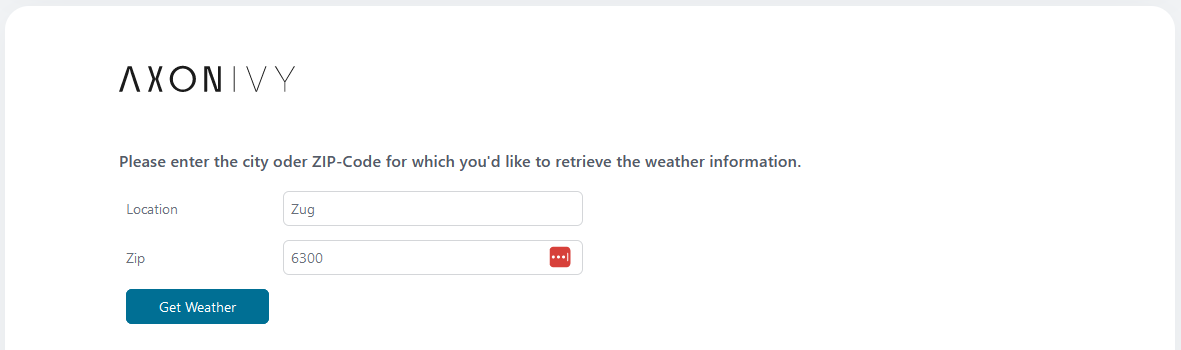 AXONIVY
Please enter the city oder ZIP-Code for which you'd like to retrieve the weather information.
Location Zug
Zip 6300
Get Weather